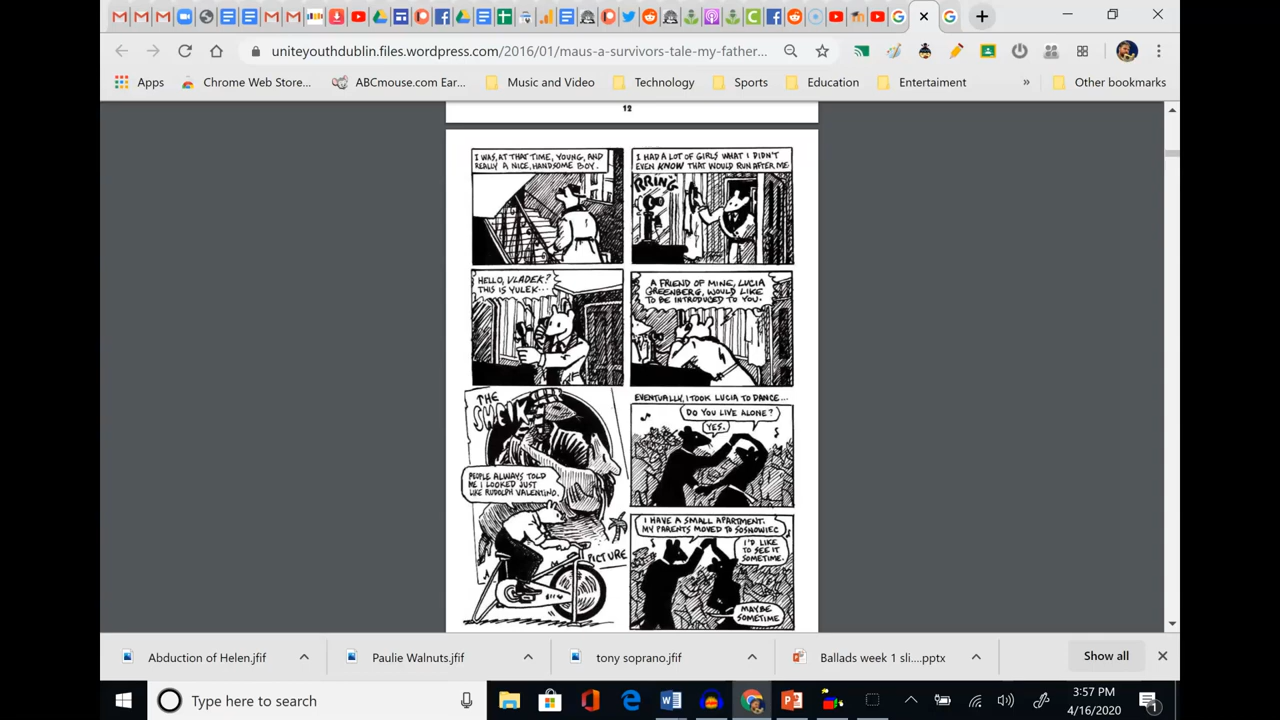 uniteyouthdublin.files.wordpress.com/2016/01/maus-a-survivors-tale-my-father...
Apps
Chrome Web Store...
ABCmouse.com Ear...
Music and Video
Technology
Sports
Education
Entertaiment
»
Other bookmarks
12
I WAS, AT THAT TIME, YOUNG, AND
REALLY A NICE, HANDSOME BOY.
I HAD A LOT OF GIRLS WHAT I DIDN'T
EVEN KNOW THAT WOULD RUN AFTER ME.
RRING
HELLO, VLADEK?
THIS IS YULEK...
A FRIEND OF MINE, LUCIA
GREENBERG, WOULD LIKE
TO BE INTRODUCED TO YOU.
THE
SHEIK
PEOPLE ALWAYS TOLD
ME I LOOKED JUST
LIKE RUDOLPH VALENTINO.
PICTURE
EVENTUALLY, I TOOK LUCIA TO DANCE...
DO YOU LIVE ALONE?
YES.
I HAVE A SMALL APARTMENT.
MY PARENTS MOVED TO SOSNOWIEC
I'D LIKE
TO SEE IT
SOMETIME.
MAYBE
SOMETIME
Abduction of Helen.jfif
Paulie Walnuts.jfif
tony soprano.jfif
Ballads week 1 sli....pptx
Show all
Type here to search
3:57 PM
4/16/2020
1